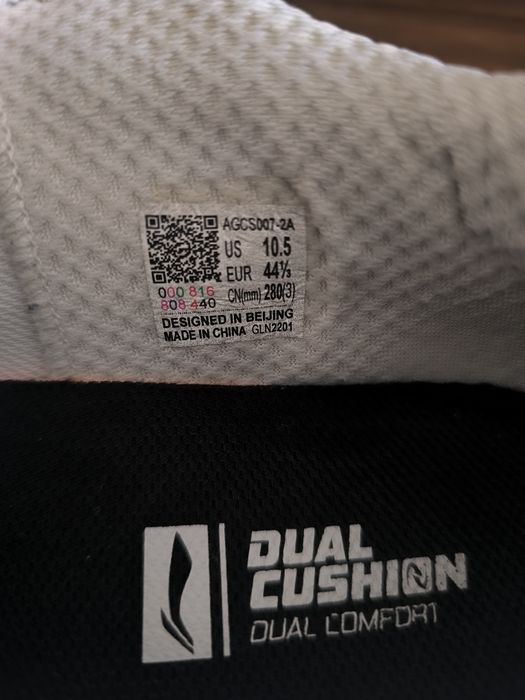 AGCS007-2A
US 10.5
EUR 44⅓
000 816
CN(mm) 280(3)
808 440
DESIGNED IN BEIJING
MADE IN CHINA GLN2201
DUAL
CUSHION
DUAL COMFORT